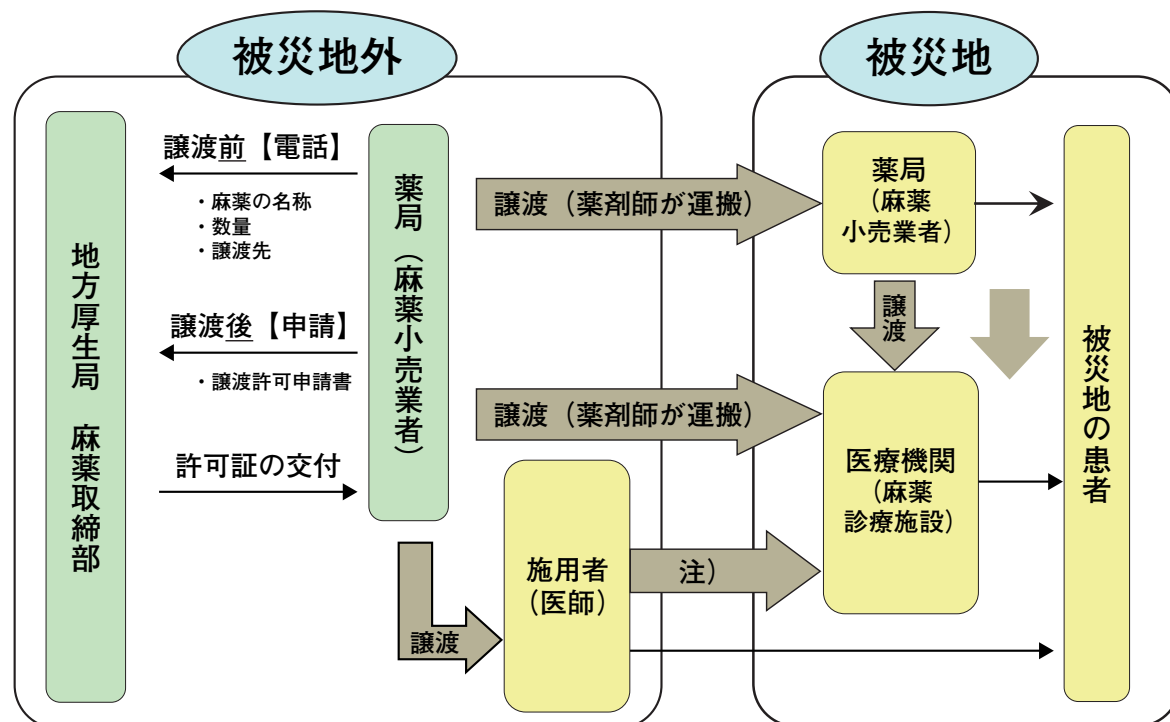 被災地外
被災地
地方厚生局 麻薬取締部
譲渡前【電話】
・麻薬の名称
・数量
・譲渡先
譲渡後【申請】
・譲渡許可申請書
許可証の交付
薬局(麻薬小売業者)
譲渡(薬剤師が運搬)
譲渡(薬剤師が運搬)
譲渡
施用者
(医師)
注)
薬局
(麻薬
小売業者)
譲渡
医療機関
(麻薬
診療施設)
被災地の患者